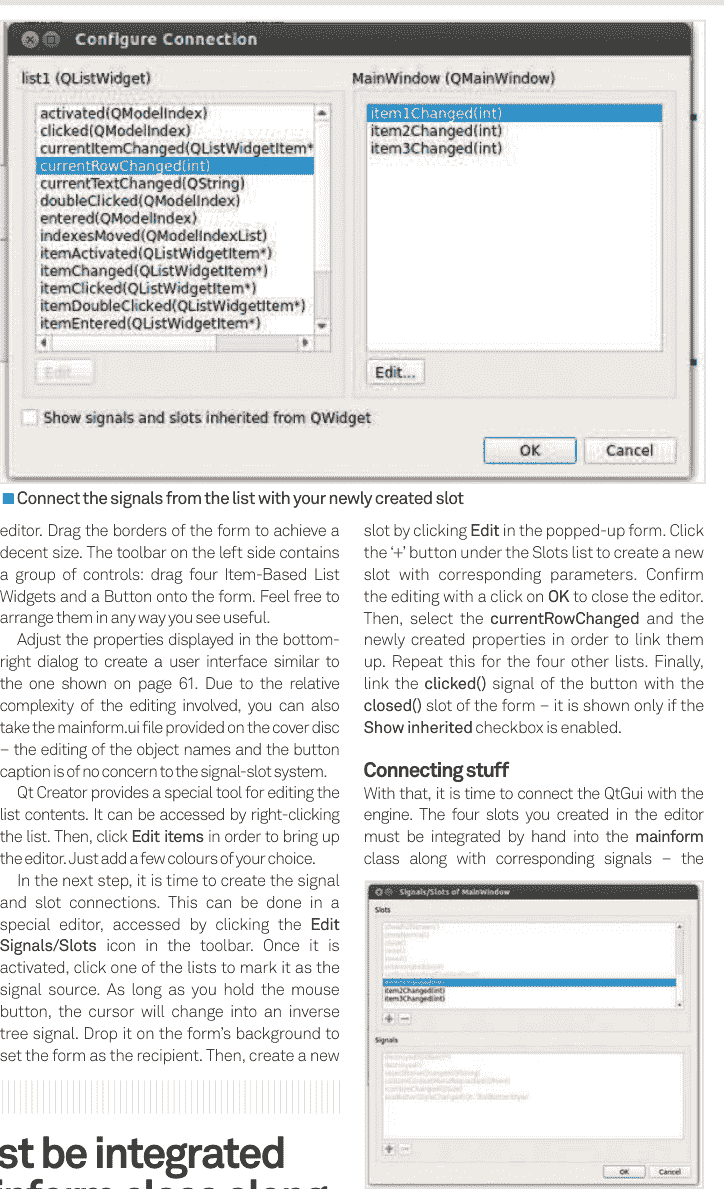 Configure Connection
list1 (QListWidget)
activated(QModelIndex)
clicked(QModelIndex)
currentItemChanged(QListWidgetItem*
currentRowChanged(int)
currentTextChanged(QString)
doubleClicked(QModelIndex)
entered(QModelIndex)
indexesMoved(QModelIndexList)
itemActivated(QListWidgetItem*)
itemChanged(QListWidgetItem*)
itemClicked(QListWidgetItem*)
itemDoubleClicked(QListWidgetItem*)
itemEntered(QListWidgetItem*)
Edit...
MainWindow (QMainWindow)
item1Changed(int)
item2Changed(int)
item3Changed(int)
Edit...
Show signals and slots inherited from QWidget
OK
Cancel
Connect the signals from the list with your newly created slot
editor. Drag the borders of the form to achieve a
decent size. The toolbar on the left side contains
a group of controls: drag four Item-Based List
Widgets and a Button onto the form. Feel free to
arrange them in any way you see useful.
Adjust the properties displayed in the bottom-
right dialog to create a user interface similar to
the one shown on page 61. Due to the relative
complexity of the editing involved, you can also
take the mainform.ui file provided on the cover disc
– the editing of the object names and the button
caption is of no concern to the signal-slot system.
Qt Creator provides a special tool for editing the
list contents. It can be accessed by right-clicking
the list. Then, click Edit items in order to bring up
the editor. Just add a few colours of your choice.
In the next step, it is time to create the signal
and slot connections. This can be done in a
special editor, accessed by clicking the Edit
Signals/Slots icon in the toolbar. Once it is
activated, click one of the lists to mark it as the
signal source. As long as you hold the mouse
button, the cursor will change into an inverse
tree signal. Drop it on the form's background to
set the form as the recipient. Then, create a new
st be integrated
inform class along
slot by clicking Edit in the popped-up form. Click
the '+' button under the Slots list to create a new
slot with corresponding parameters. Confirm
the editing with a click on OK to close the editor.
Then, select the currentRowChanged and the
newly created properties in order to link them
up. Repeat this for the four other lists. Finally,
link the clicked() signal of the button with the
closed() slot of the form – it is shown only if the
Show inherited checkbox is enabled.
Connecting stuff
With that, it is time to connect the QtGui with the
engine. The four slots you created in the editor
must be integrated by hand into the mainform
class along with corresponding signals – the
Signals/Slots of MainWindow
Slots
item2Changed(int)
item3Changed(int)
Signals
OK
Cancel